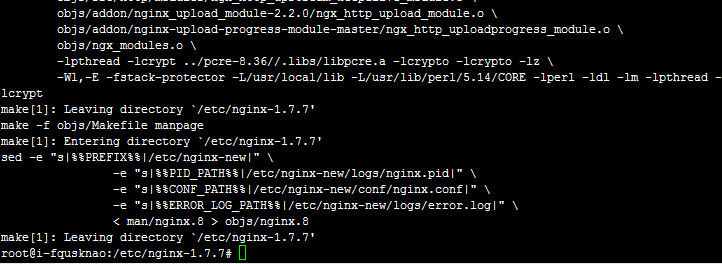 objs/addon/nginx_upload_module-2.2.0/ngx_http_upload_module.o \
objs/addon/nginx-upload-progress-module-master/ngx_http_uploadprogress_module.o \
objs/ngx_modules.o \
-lpthread -lcrypt ../pcre-8.36//.libs/libpcre.a -lcrypto -lcrypto -lz \
-Wl,-E -fstack-protector -L/usr/local/lib -L/usr/lib/perl/5.14/CORE -lperl -ldl -lm -lpthread -
lcrypt
make[1]: Leaving directory `/etc/nginx-1.7.7'
make -f objs/Makefile manpage
make[1]: Entering directory `/etc/nginx-1.7.7'
sed -e "s|%%PREFIX%%|/etc/nginx-new|" \
-e "s|%%PID_PATH%%|/etc/nginx-new/logs/nginx.pid|" \
-e "s|%%CONF_PATH%%|/etc/nginx-new/conf/nginx.conf|" \
-e "s|%%ERROR_LOG_PATH%%|/etc/nginx-new/logs/error.log|" \
< man/nginx.8 > objs/nginx.8
make[1]: Leaving directory `/etc/nginx-1.7.7'
root@i-fqusknao:/etc/nginx-1.7.7#